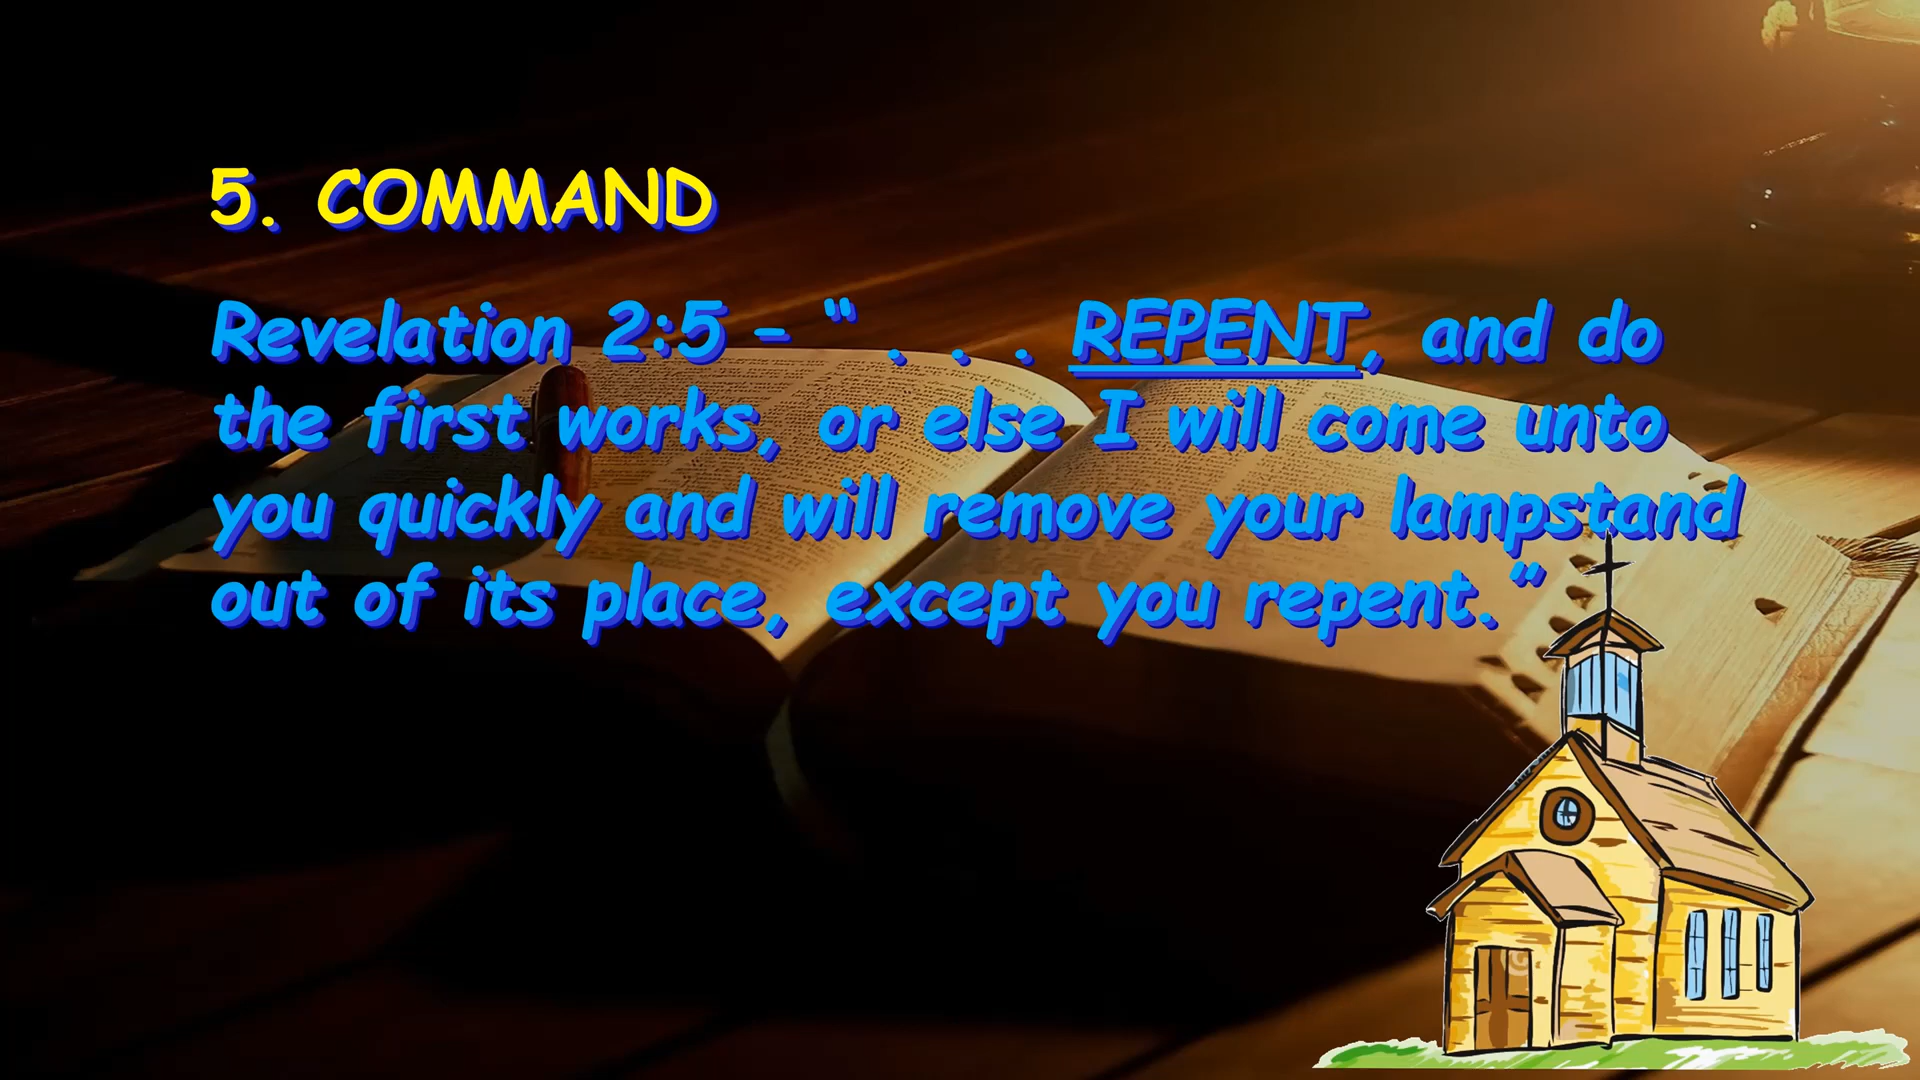 5. COMMAND
Revelation 2:5 – " . . . REPENT, and do
the first works, or else I will come unto
you quickly and will remove your lampstand
out of its place, except you repent.”